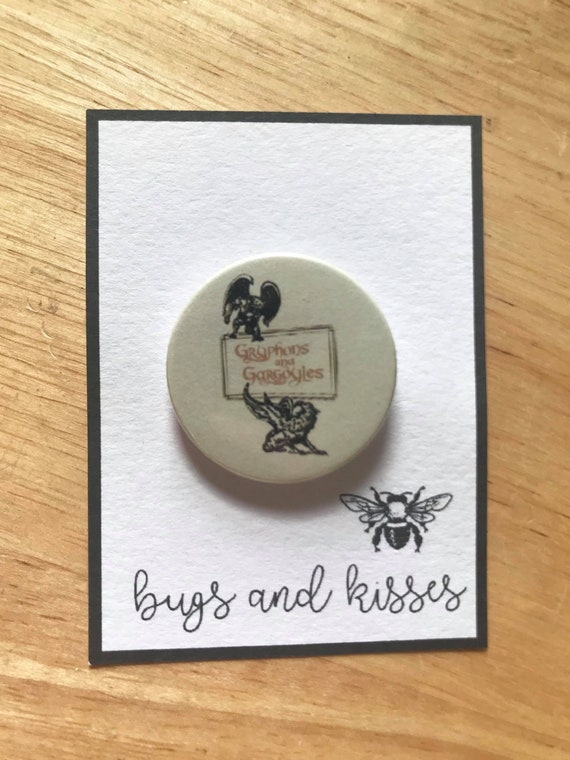 Gryphons
and
Gargoyles
bugs and kisses